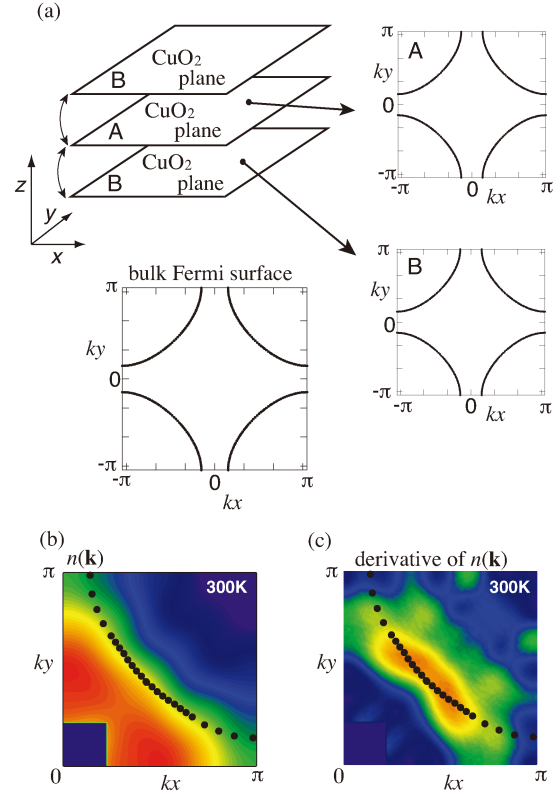 (a)
CuO2
plane
B
CuO2
plane
A
CuO2
plane
B
z
y
x
A
π
ky
0
-π
-π
0
kx
π
B
π
ky
0
-π
-π
0
kx
π
bulk Fermi surface
π
ky
0
-π
-π
0
π
kx
(b)
n(k)
π
300K
ky
0
kx
π
(c)
derivative of n(k)
π
300K
ky
0
kx
π